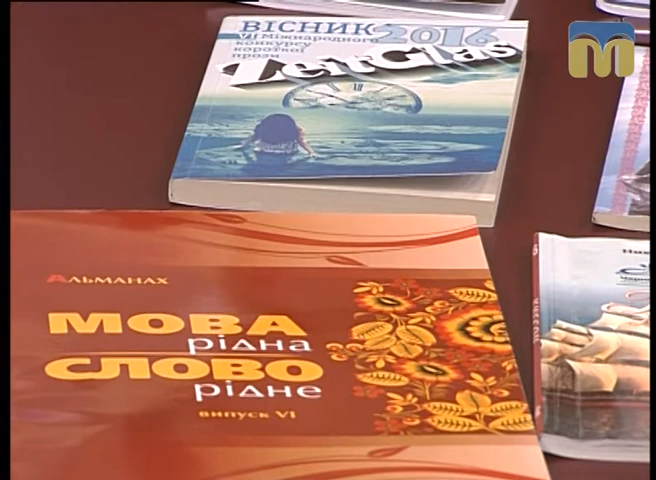 ВІСНИК 2016
VI Міжнародного
конкурсу
короткої
прози
ZeitGlas
Альманах
МОВА
рідна
СЛОВО
рідне
випуск VI
М